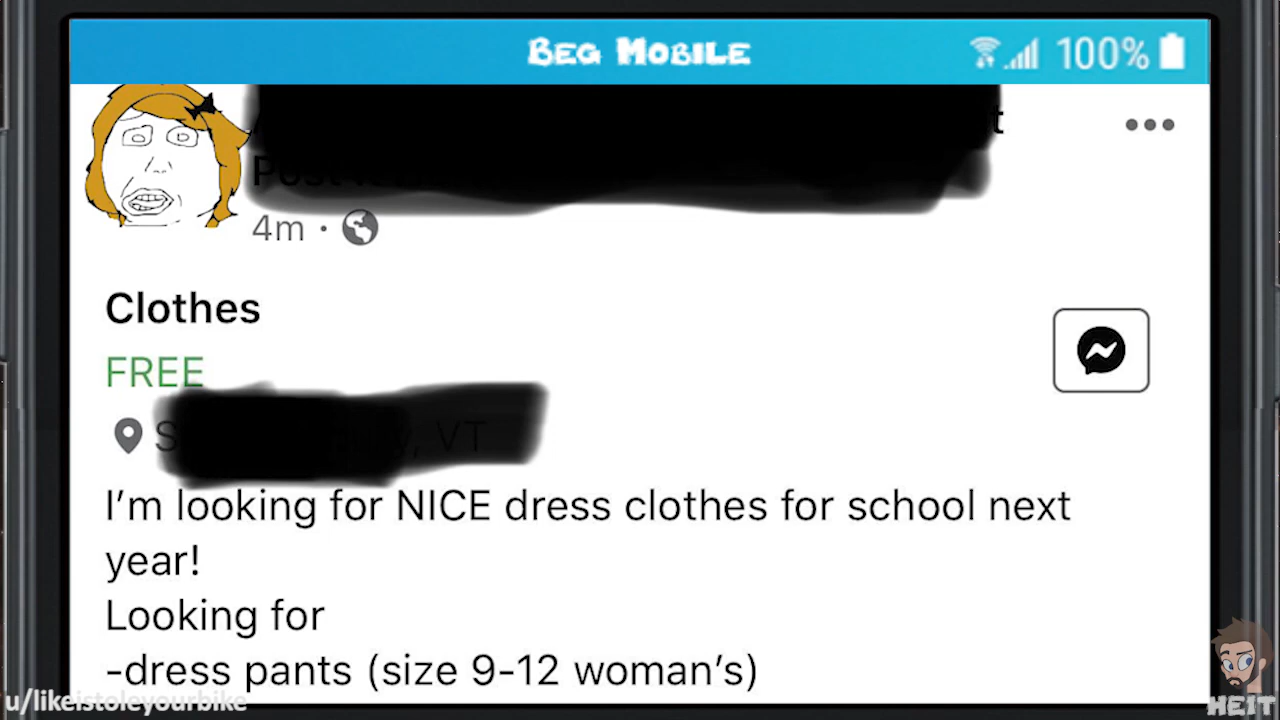 BEG MOBILE
100%
t
4m ·
Clothes
FREE
VT
I'm looking for NICE dress clothes for school next
year!
Looking for
-dress pants (size 9-12 woman's)
u/likeistoleyourbike
HEIT